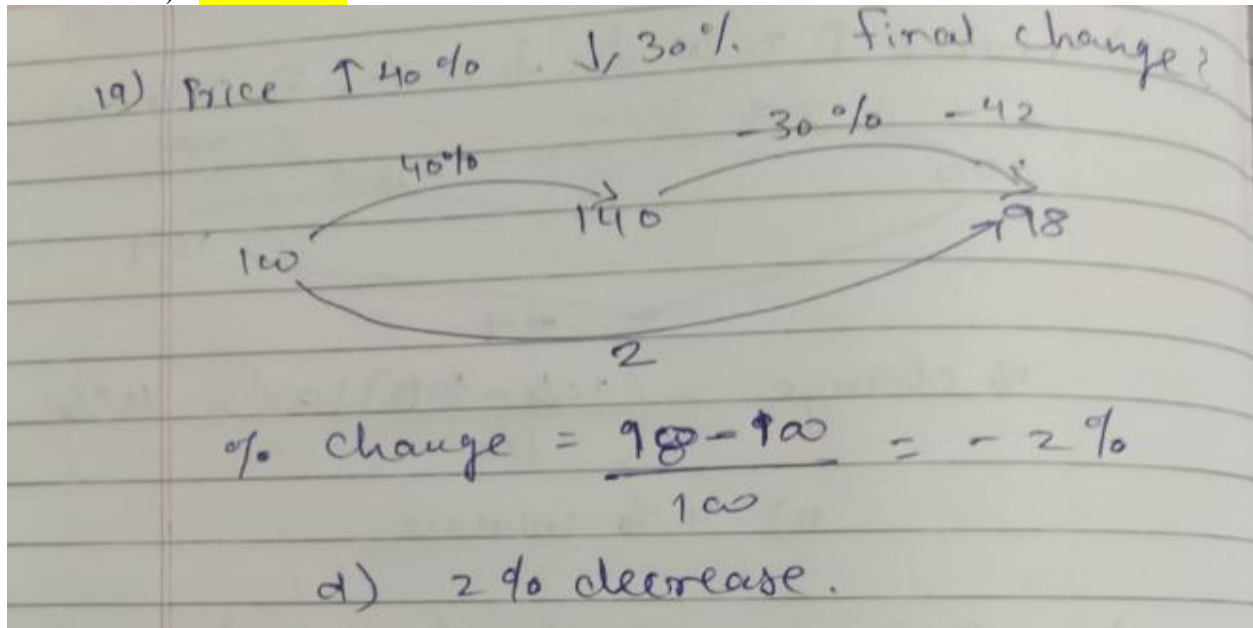 19) Price ↑ 40% . ↓ 30% . final change?
40%
-30% -42
100
140
98
2
% change = 98-100 / 100 = -2%
d) 2% decrease.